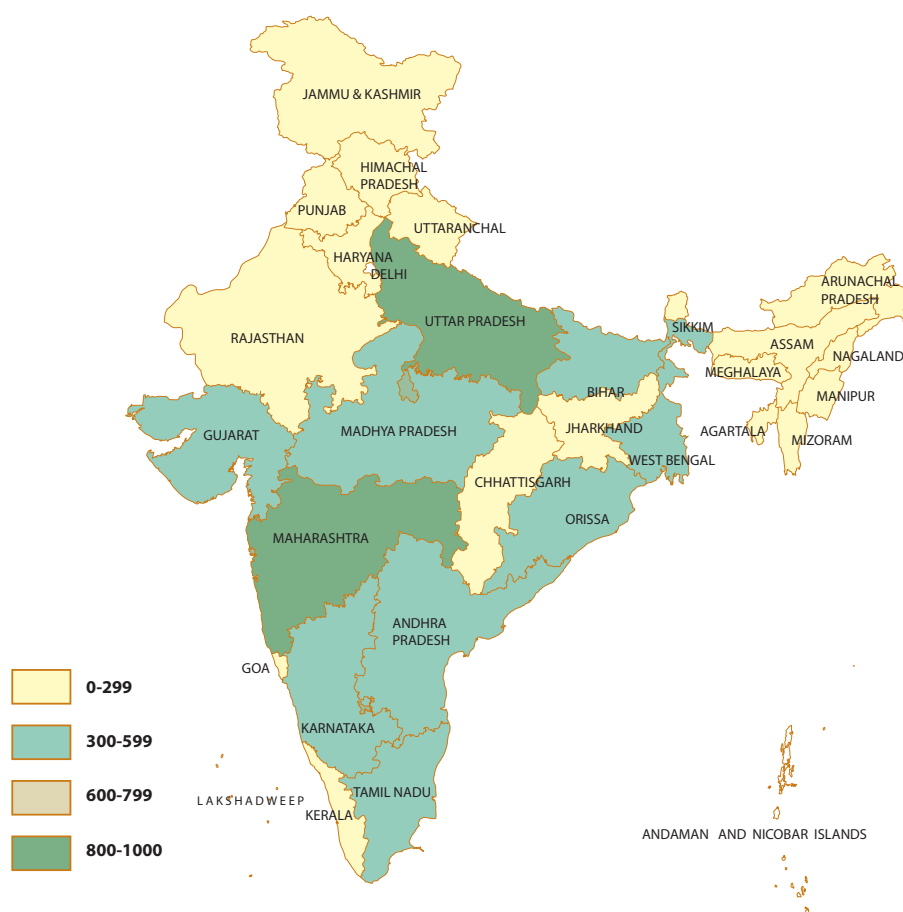 JAMMU & KASHMIR
HIMACHAL
PRADESH
PUNJAB
UTTARANCHAL
HARYANA
DELHI
ARUNACHAL
PRADESH
UTTAR PRADESH
SIKKIM
RAJASTHAN
ASSAM
NAGALAND
MEGHALAYA
BIHAR
MANIPUR
GUJARAT
MADHYA PRADESH
JHARKHAND
AGARTALA
MIZORAM
WEST BENGAL
CHHATTISGARH
ORISSA
MAHARASHTRA
ANDHRA
PRADESH
GOA
0-299
KARNATAKA
300-599
TAMIL NADU
600-799
LAKSHADWEEP
KERALA
ANDAMAN AND NICOBAR ISLANDS
800-1000